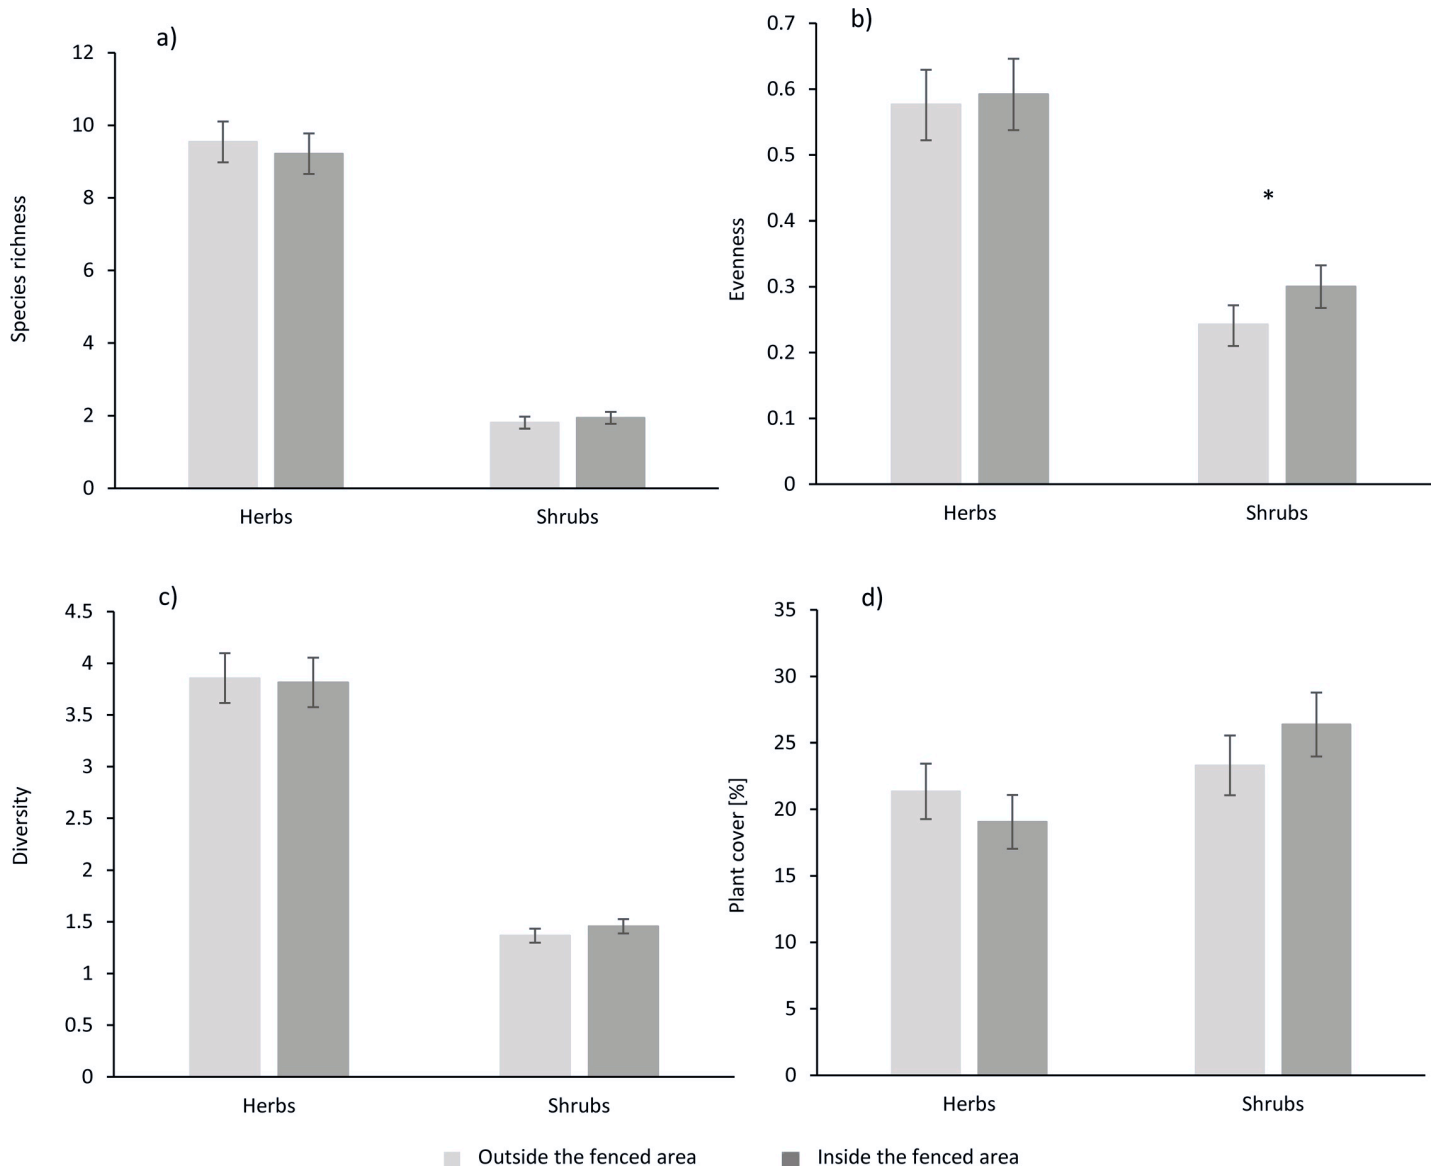 a)
12
10
8
6
4
2
0
Species richness
Herbs
Shrubs
b)
0.7
0.6
0.5
0.4
0.3
0.2
0.1
0
Evenness
*
Herbs
Shrubs
c)
4.5
4
3.5
3
2.5
2
1.5
1
0.5
0
Diversity
Herbs
Shrubs
d)
35
30
25
20
15
10
5
0
Plant cover [%]
Herbs
Shrubs
Outside the fenced area
Inside the fenced area